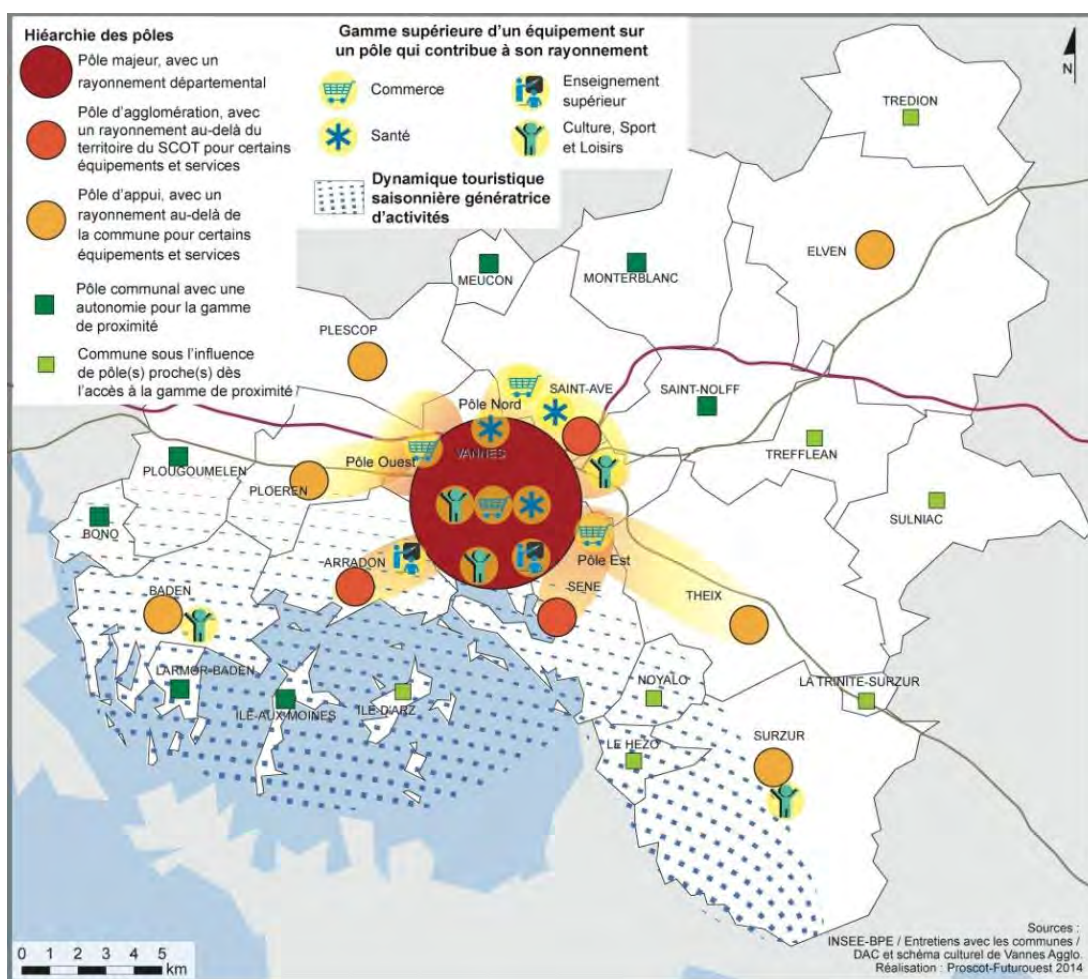 Hiéarchie des pôles
Pôle majeur, avec un
rayonnement départemental
Pôle d'agglomération, avec
un rayonnement au-delà du
territoire du SCOT pour certains
équipements et services
Pôle d'appui, avec un
rayonnement au-delà de
la commune pour certains
équipements et services
Pôle communal avec une
autonomie pour la gamme
de proximité
Commune sous l'influence
de pôle(s) proche(s) dès
l'accès à la gamme de proximité
Gamme supérieure d'un équipement sur
un pôle qui contribue à son rayonnement
Commerce
Enseignement
supérieur
Santé
Culture, Sport
et Loisirs
Dynamique touristique
saisonnière génératrice
d'activités
N
TREDION
ELVEN
MEUCON
MONTERBLANC
PLESCOP
SAINT-AVE
SAINT-NOLFF
Pôle Nord
VANNES
Pôle Ouest
TREFFLEAN
PLOUGOUMELEN
PLOEREN
SULNIAC
BONO
Pôle Est
ARRADON
SENE
THEIX
BADEN
LARMOR-BADEN
ILE-AUX-MOINES
ILE D'ARZ
NOYALO
LA TRINITE-SURZUR
LE HEZO
SURZUR
0 1 2 3 4 5
km
Sources :
INSEE-BPE / Entretiens avec les communes /
DAC et schéma culturel de Vannes Agglo
Réalisation : Proscot-Futurouest 2014